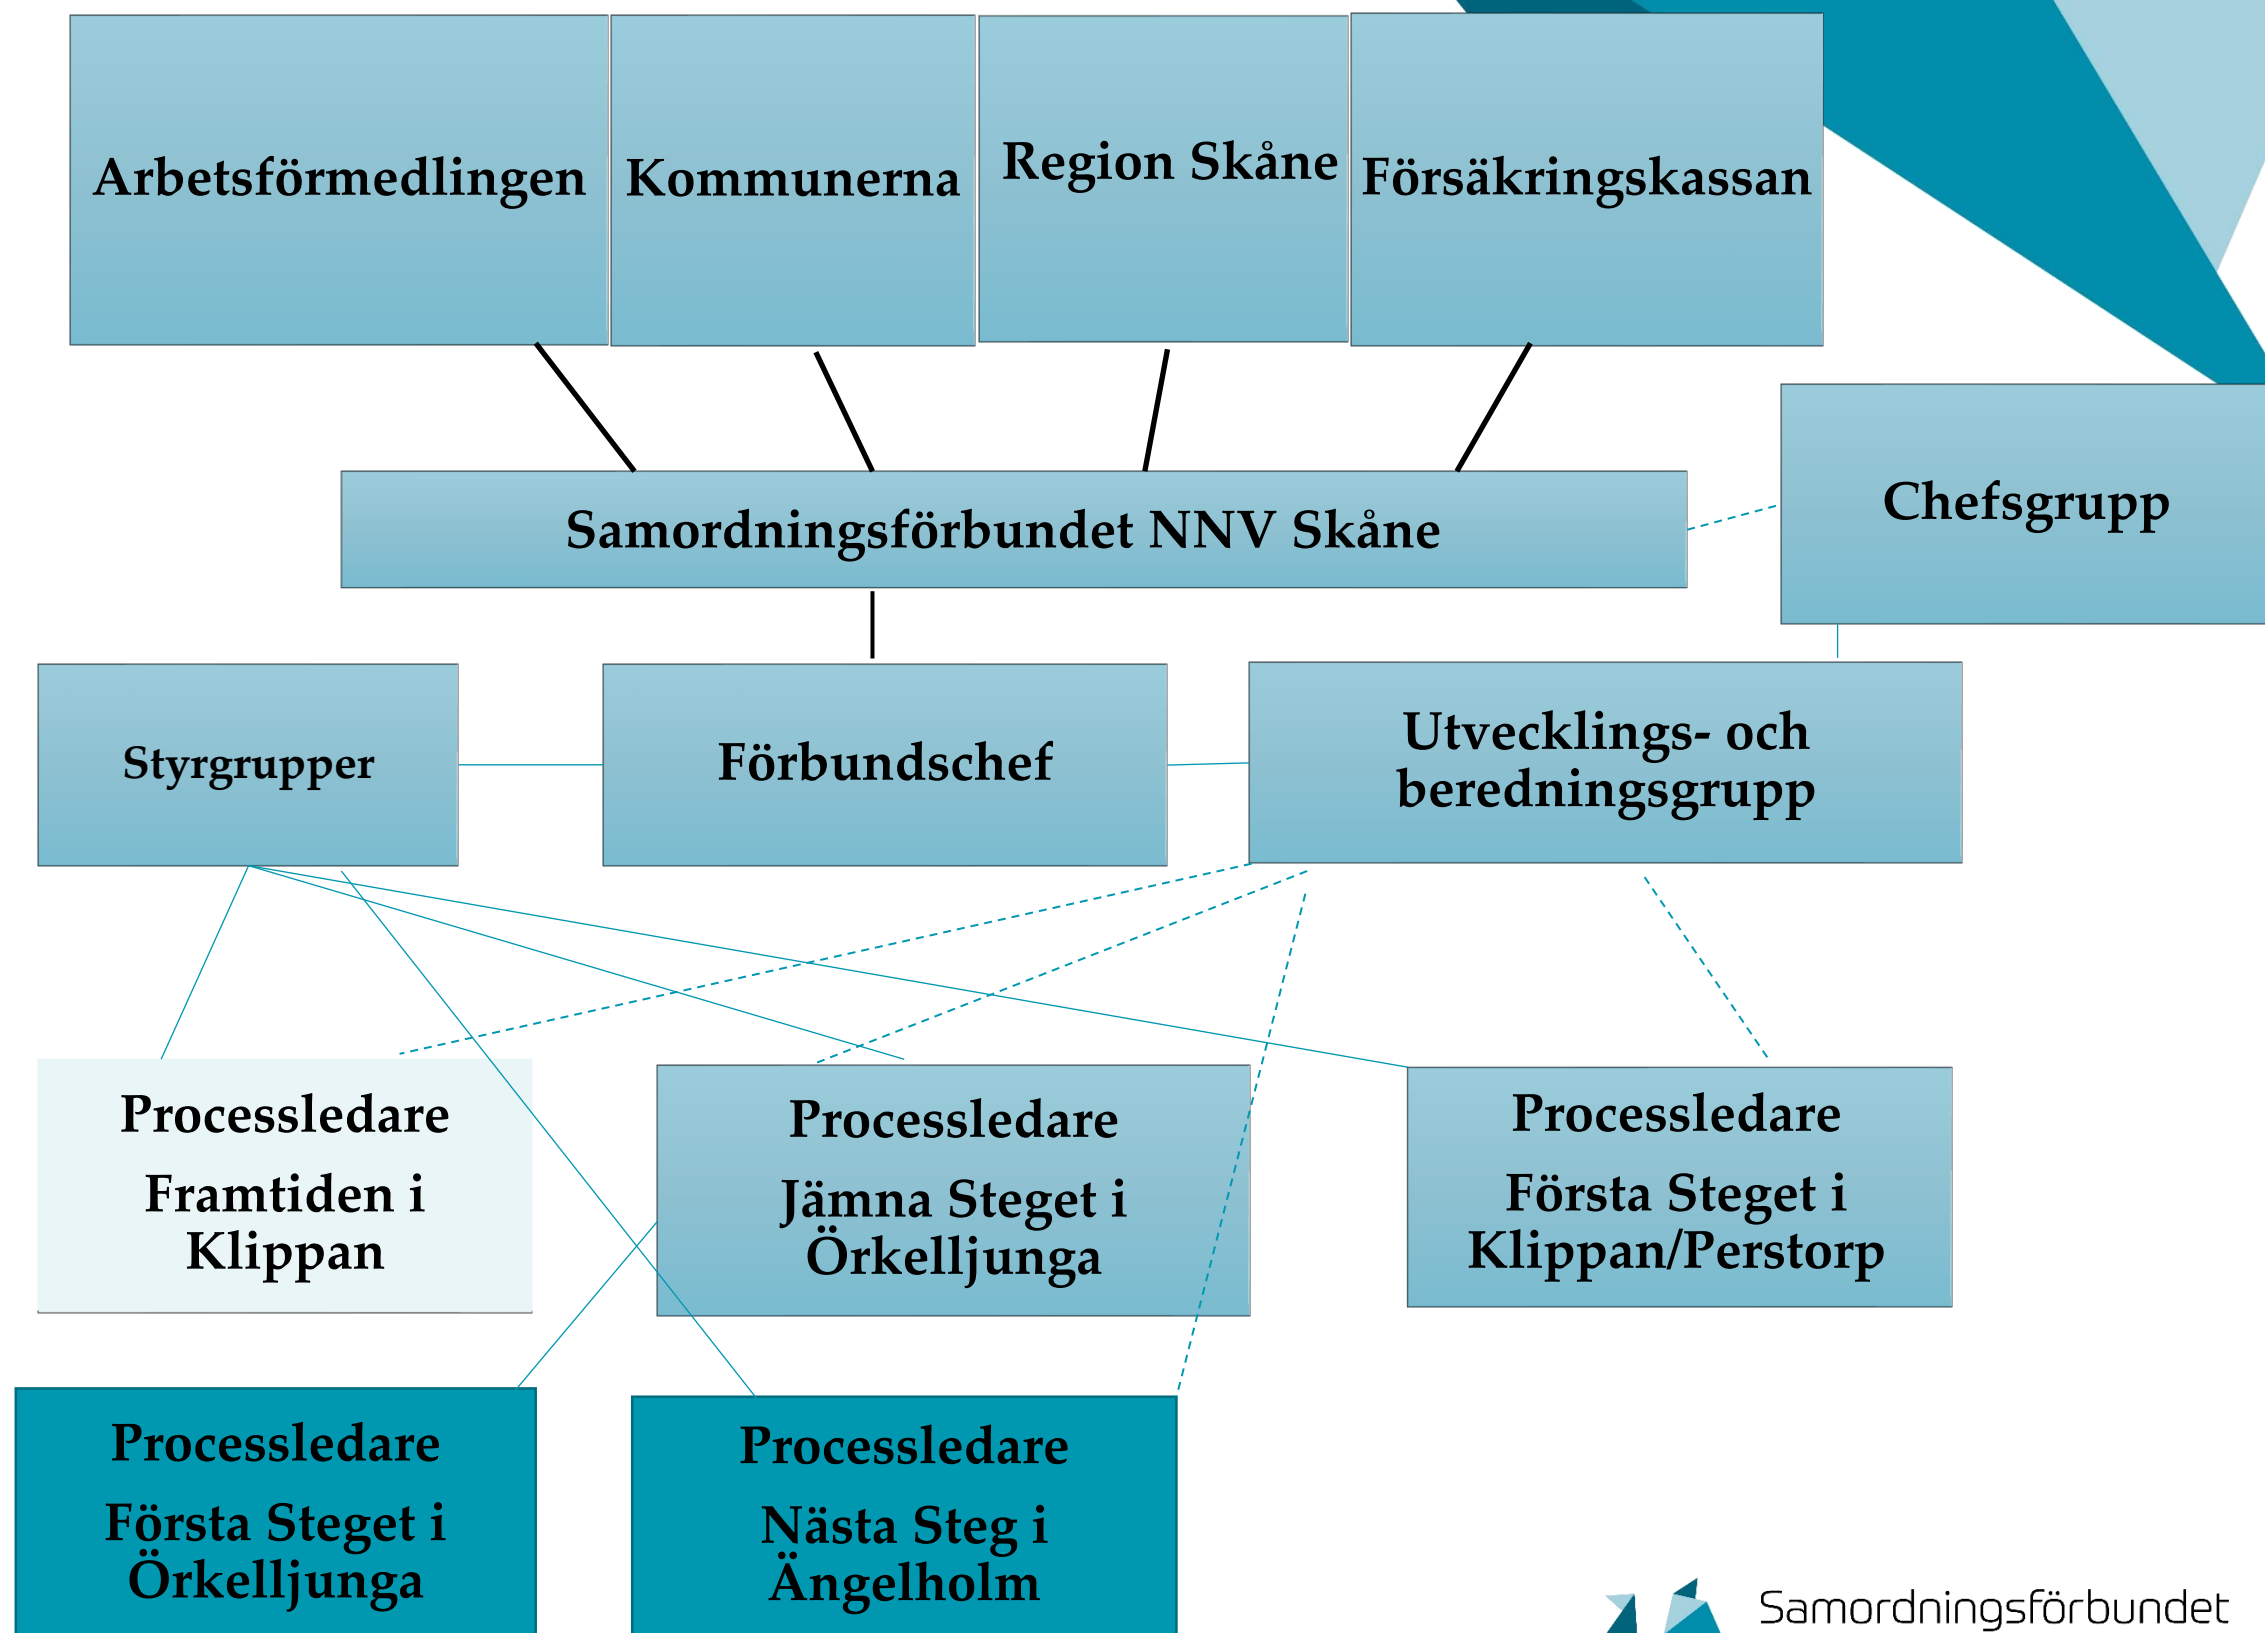 Arbetsförmedlingen
Kommunerna
Region Skåne
Försäkringskassan
Samordningsförbundet NNV Skåne
Chefsgrupp
Styrgrupper
Förbundschef
Utvecklings- och
beredningsgrupp
Processledare
Framtiden i
Klippan
Processledare
Jämna Steget i
Örkelljunga
Processledare
Första Steget i
Klippan/Perstorp
Processledare
Första Steget i
Örkelljunga
Processledare
Nästa Steg i
Ängelholm
Samordningsförbundet